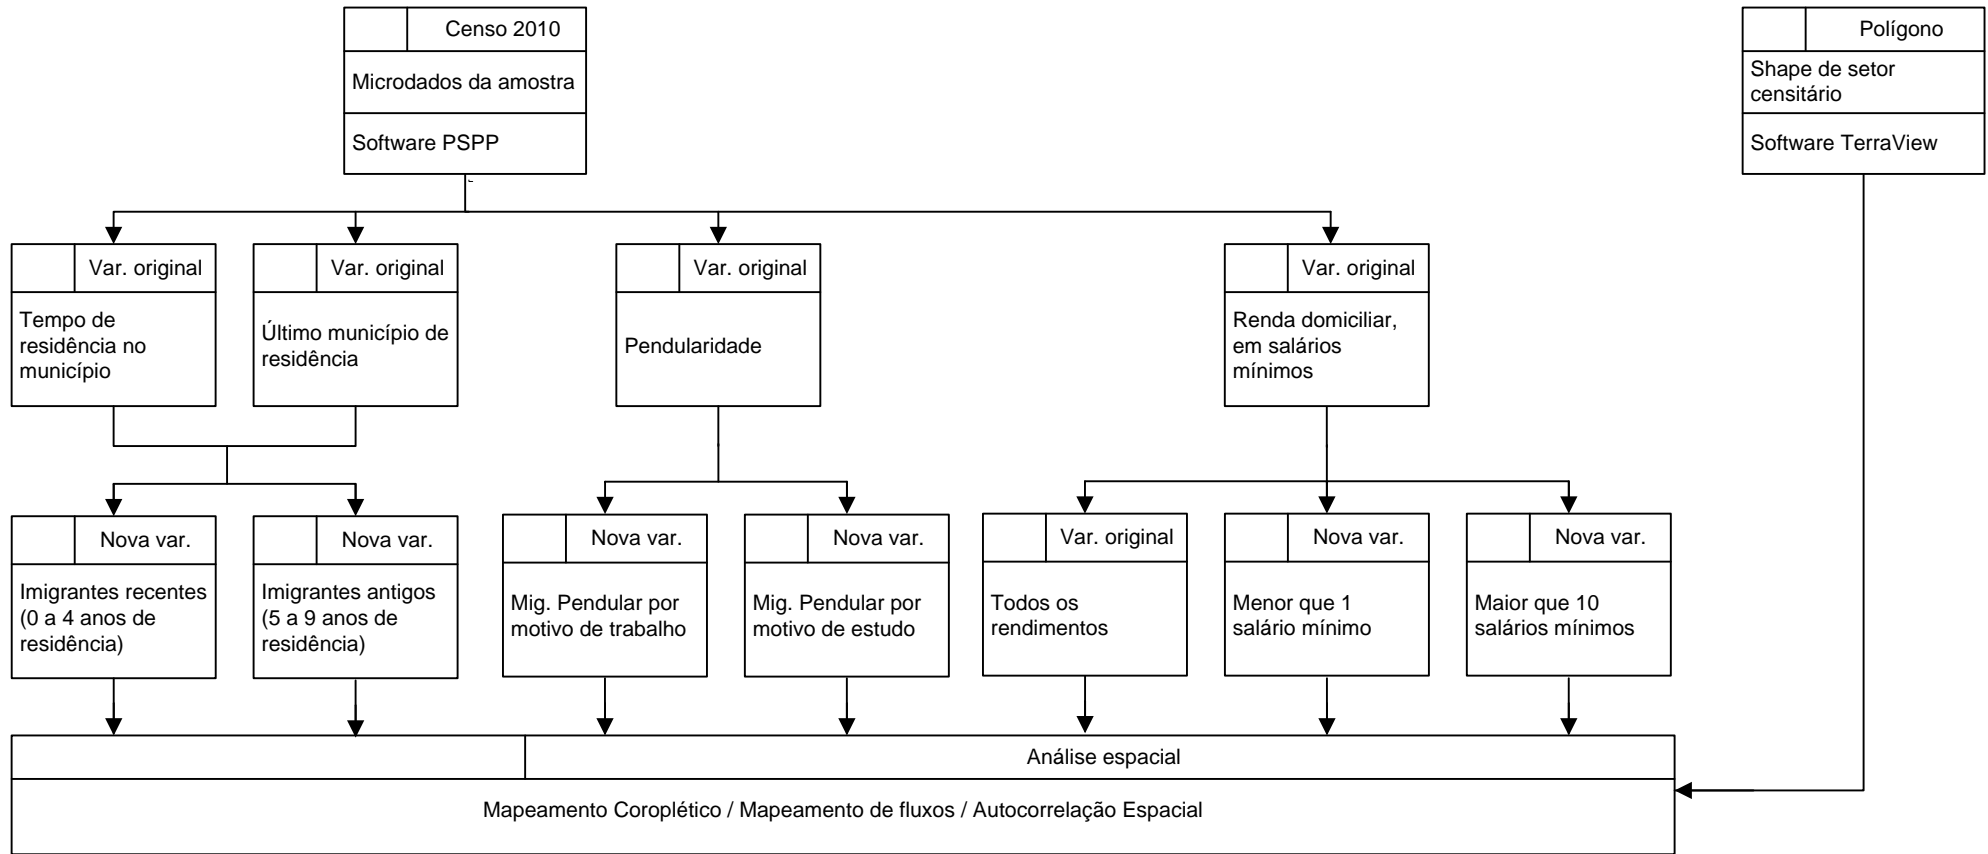 Censo 2010
Microdados da amostra
Software PSPP
Polígono
Shape de setor
censitário
Software TerraView
Var. original
Tempo de
residência no
município
Var. original
Último município de
residência
Var. original
Pendularidade
Var. original
Renda domiciliar,
em salários
mínimos
Nova var.
Imigrantes recentes
(0 a 4 anos de
residência)
Nova var.
Imigrantes antigos
(5 a 9 anos de
residência)
Nova var.
Mig. Pendular por
motivo de trabalho
Nova var.
Mig. Pendular por
motivo de estudo
Var. original
Todos os
rendimentos
Nova var.
Menor que 1
salário mínimo
Nova var.
Maior que 10
salários mínimos
Análise espacial
Mapeamento Coroplético / Mapeamento de fluxos / Autocorrelação Espacial